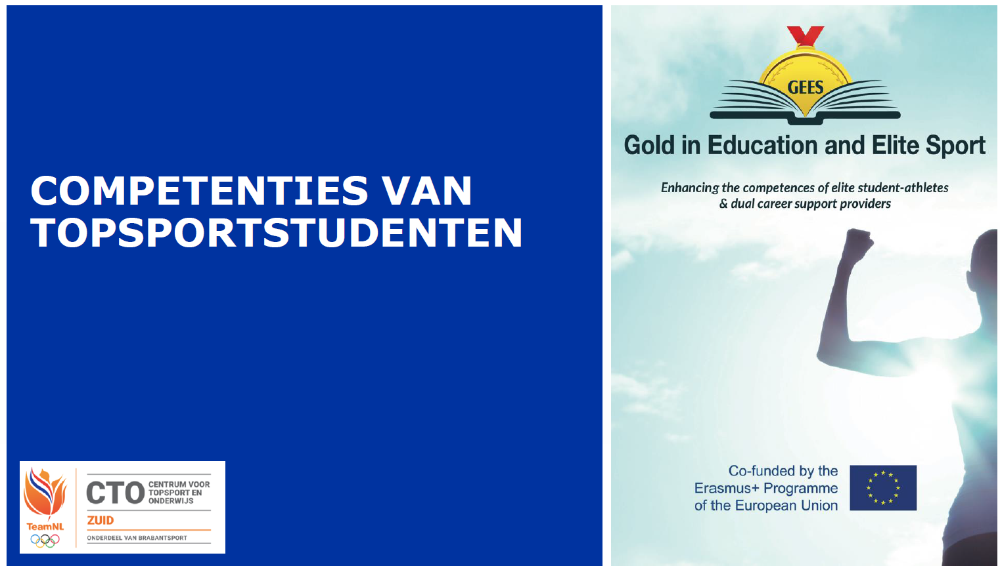 COMPETENTIES VAN
TOPSPORTSTUDENTEN
TeamNL
CTO
CENTRUM VOOR
TOPSPORT EN
ONDERWIJS
ZUID
ONDERDEEL VAN BRABANTSPORT
GEES
Gold in Education and Elite Sport
Enhancing the competences of elite student-athletes
& dual career support providers
Co-funded by the
Erasmus+ Programme
of the European Union